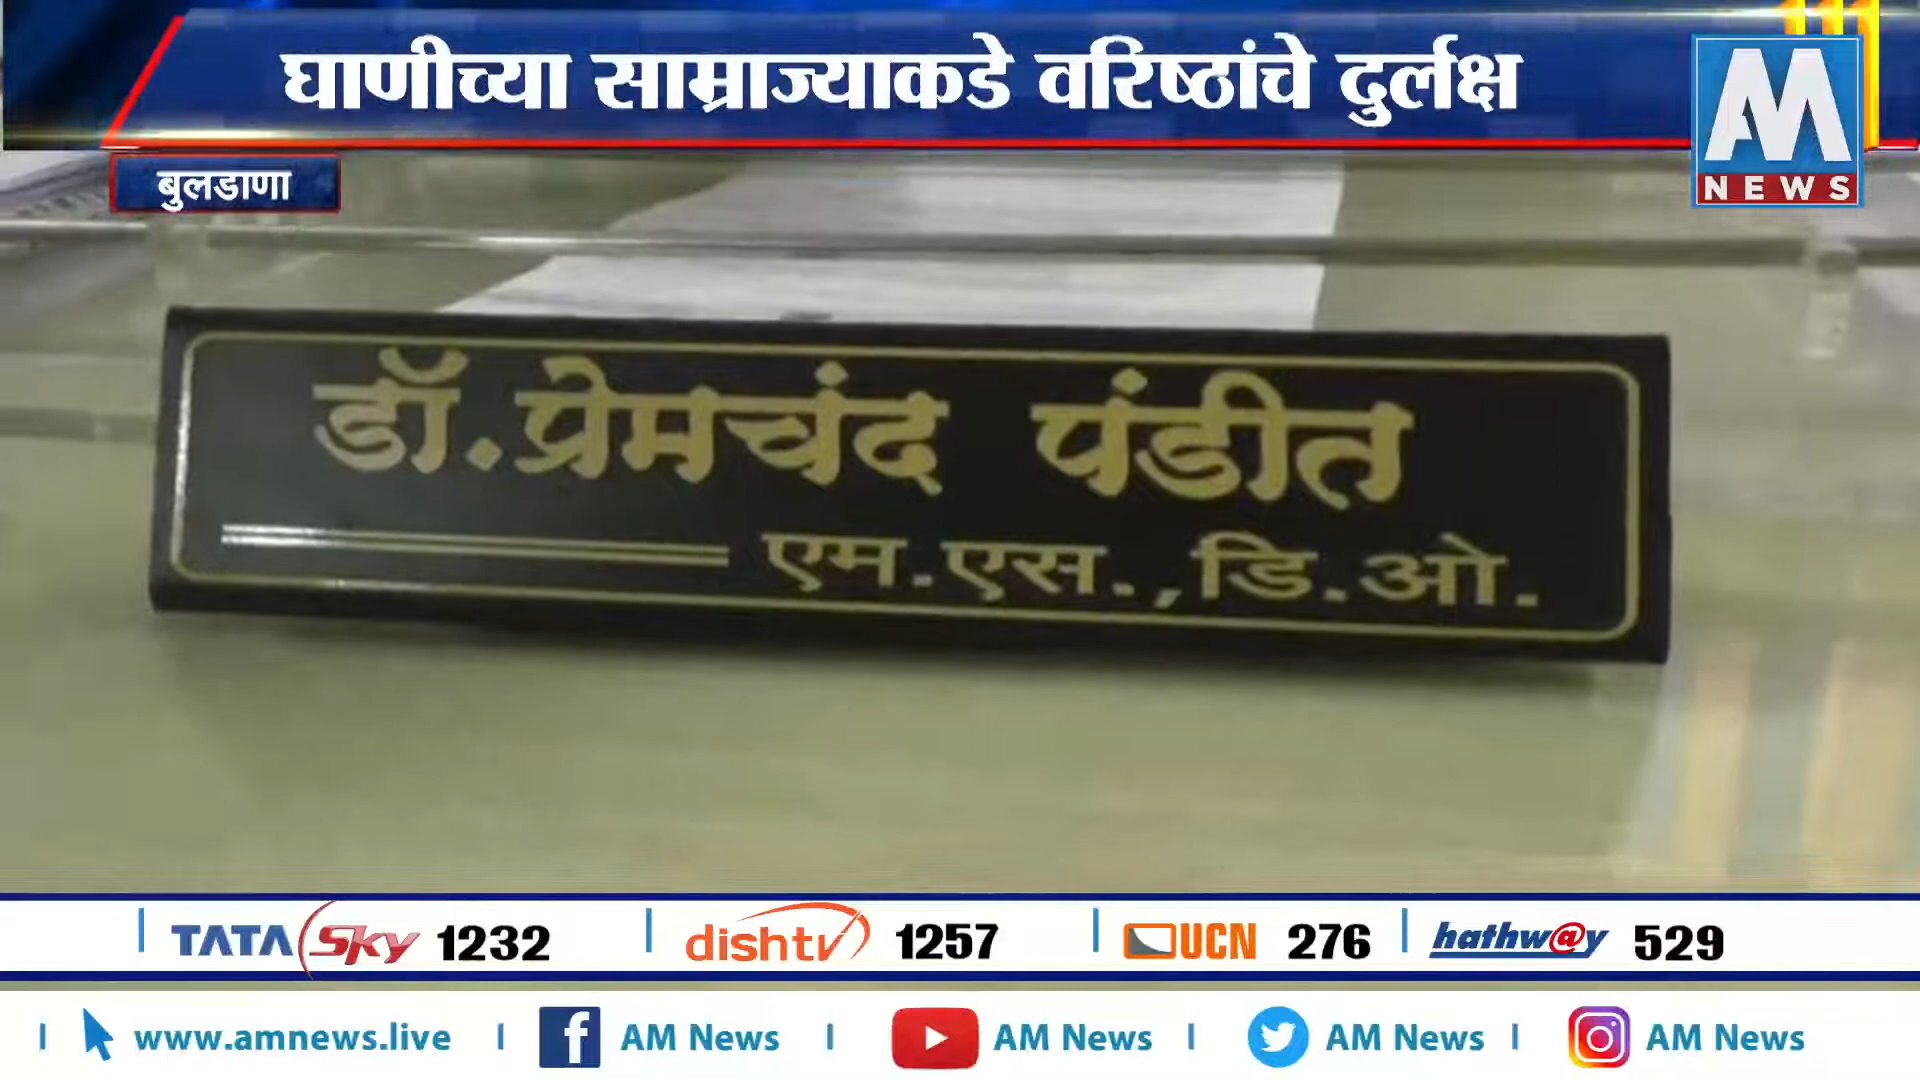 घाणीच्या साम्राज्याकडे वरिष्ठांचे दुर्लक्ष
AM
NEWS
बुलडाणा
डॉ.प्रेमचंद पंडीत
एम.एस.,डि.ओ.
TATA Sky 1232
dishtv 1257
UCN 276
hathw@y 529
www.amnews.live
AM News
AM News
AM News
AM News